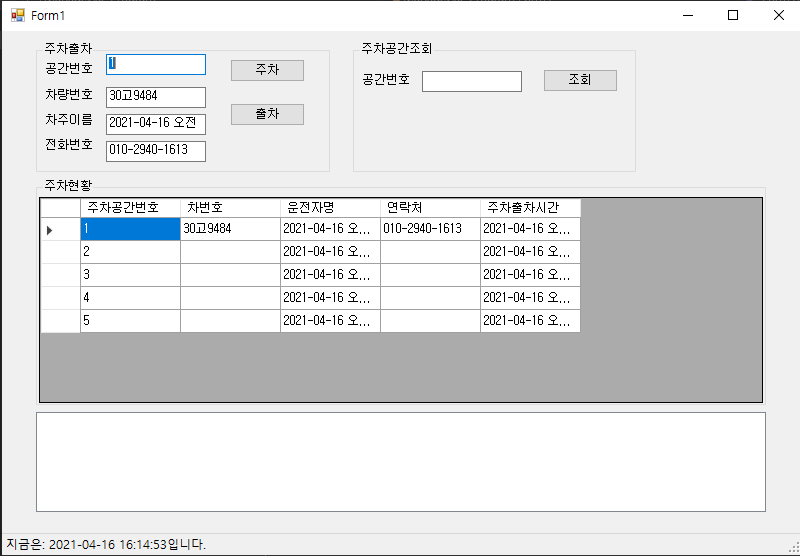 Form1
주차출차
공간번호 1 주차
차량번호 30고9484
차주이름 2021-04-16 오전 출차
전화번호 010-2940-1613
주차공간조회
공간번호 조회
주차현황
주차공간번호 차번호 운전자명 연락처 주차출차시간
1 30고9484 2021-04-16 오... 010-2940-1613 2021-04-16 오...
2 2021-04-16 오... 2021-04-16 오...
3 2021-04-16 오... 2021-04-16 오...
4 2021-04-16 오... 2021-04-16 오...
5 2021-04-16 오... 2021-04-16 오...
지금은: 2021-04-16 16:14:53입니다.